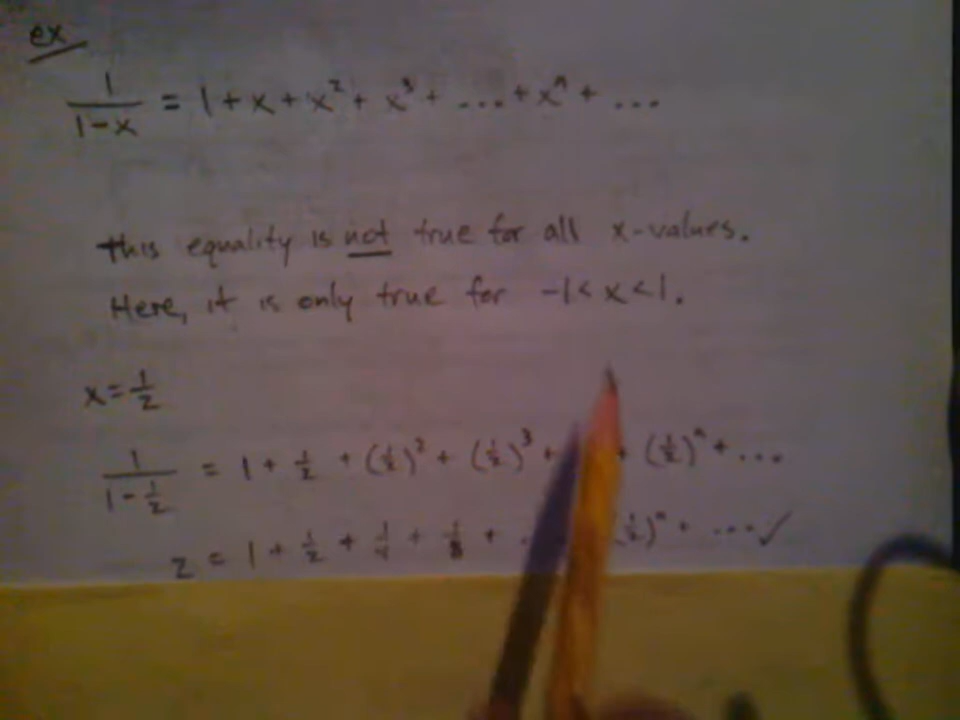 ex
1/(1-x) = 1 + x + x² + x³ + ... + xⁿ + ...
This equality is not true for all x-values.
Here, it is only true for -1 < x < 1.
x = 1/2
1/(1-1/2) = 1 + 1/2 + (1/2)² + (1/2)³ + + (1/2)ⁿ + ...
2 = 1 + 1/2 + 1/4 + 1/8 + . (1/2)ⁿ + ... ✓